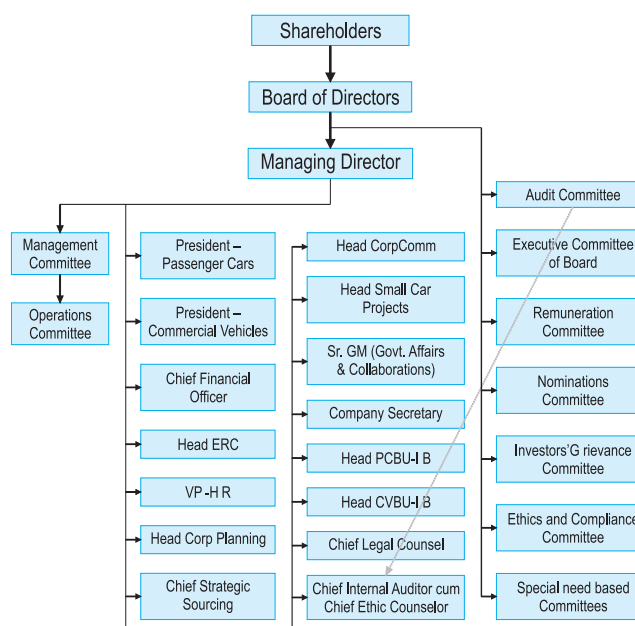 Shareholders
Board of Directors
Managing Director
Management
Committee
Operations
Committee
President –
Passenger Cars
President –
Commercial Vehicles
Chief Financial
Officer
Head ERC
VP -H R
Head Corp Planning
Chief Strategic
Sourcing
Head CorpComm
Head Small Car
Projects
Sr. GM (Govt. Affairs
& Collaborations)
Company Secretary
Head PCBU-I B
Head CVBU-I B
Chief Legal Counsel
Chief Internal Auditor cum
Chief Ethic Counselor
Audit Committee
Executive Committee
of Board
Remuneration
Committee
Nominations
Committee
Investors'G rievance
Committee
Ethics and Compliance
Committee
Special need based
Committees